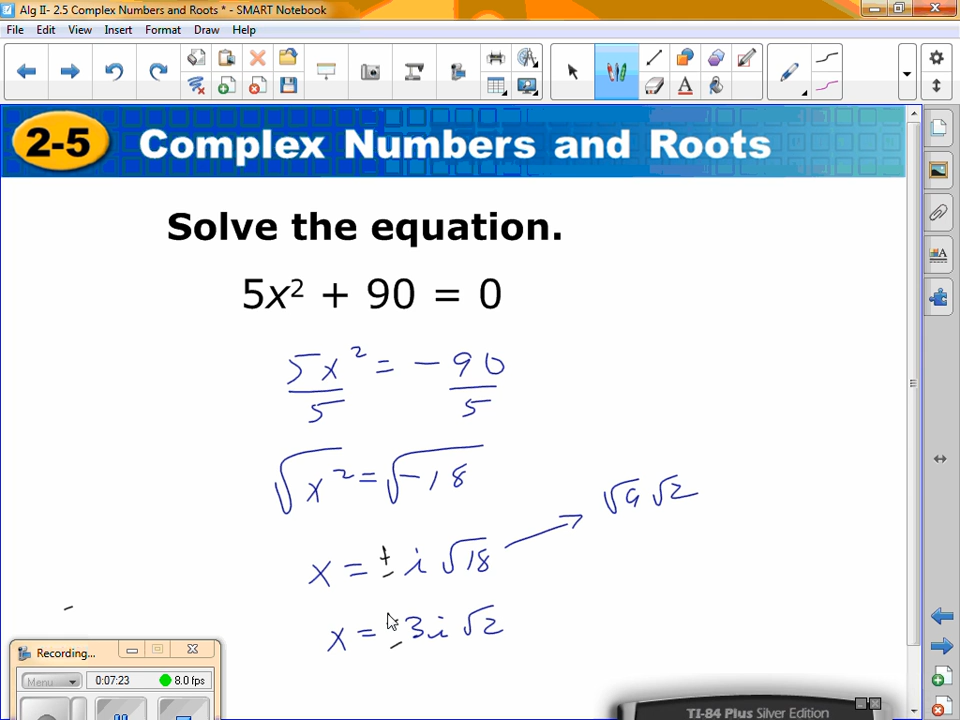 Alg II- 2.5 Complex Numbers and Roots * - SMART Notebook
File Edit View Insert Format Draw Help
2-5 Complex Numbers and Roots
Solve the equation.
5x² + 90 = 0
5x² = -90
5 5
√x² = √-18
√9 √2
x = ± i √18
x = ± 3i √2
Recording...
Menu 0:07:23 8.0 fps
TI-84 Plus Silver Edition